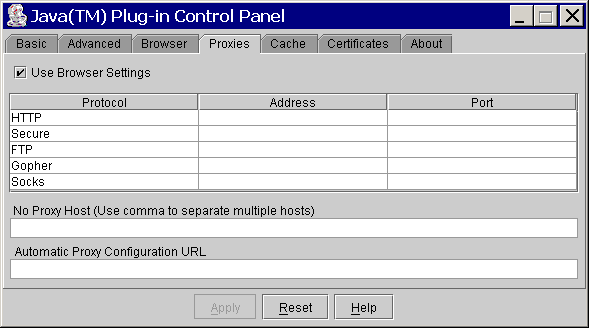 Java(TM) Plug-in Control Panel
Basic Advanced Browser Proxies Cache Certificates About
Use Browser Settings
Protocol Address Port
HTTP
Secure
FTP
Gopher
Socks
No Proxy Host (Use comma to separate multiple hosts)
Automatic Proxy Configuration URL
Apply Reset Help